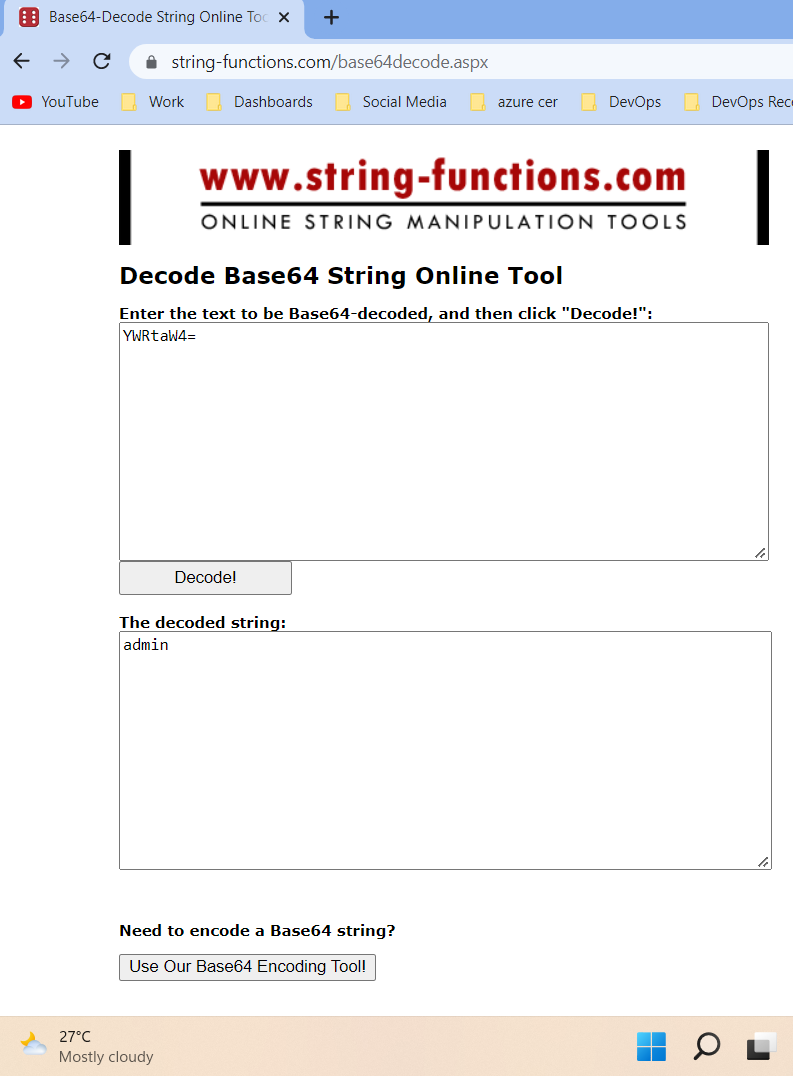 Base64-Decode String Online Too
string-functions.com/base64decode.aspx
YouTube Work Dashboards Social Media azure cer DevOps DevOps Rec
www.string-functions.com
ONLINE STRING MANIPULATION TOOLS
Decode Base64 String Online Tool
Enter the text to be Base64-decoded, and then click "Decode!":
YWRtaW4=
Decode!
The decoded string:
admin
Need to encode a Base64 string?
Use Our Base64 Encoding Tool!
27°C
Mostly cloudy